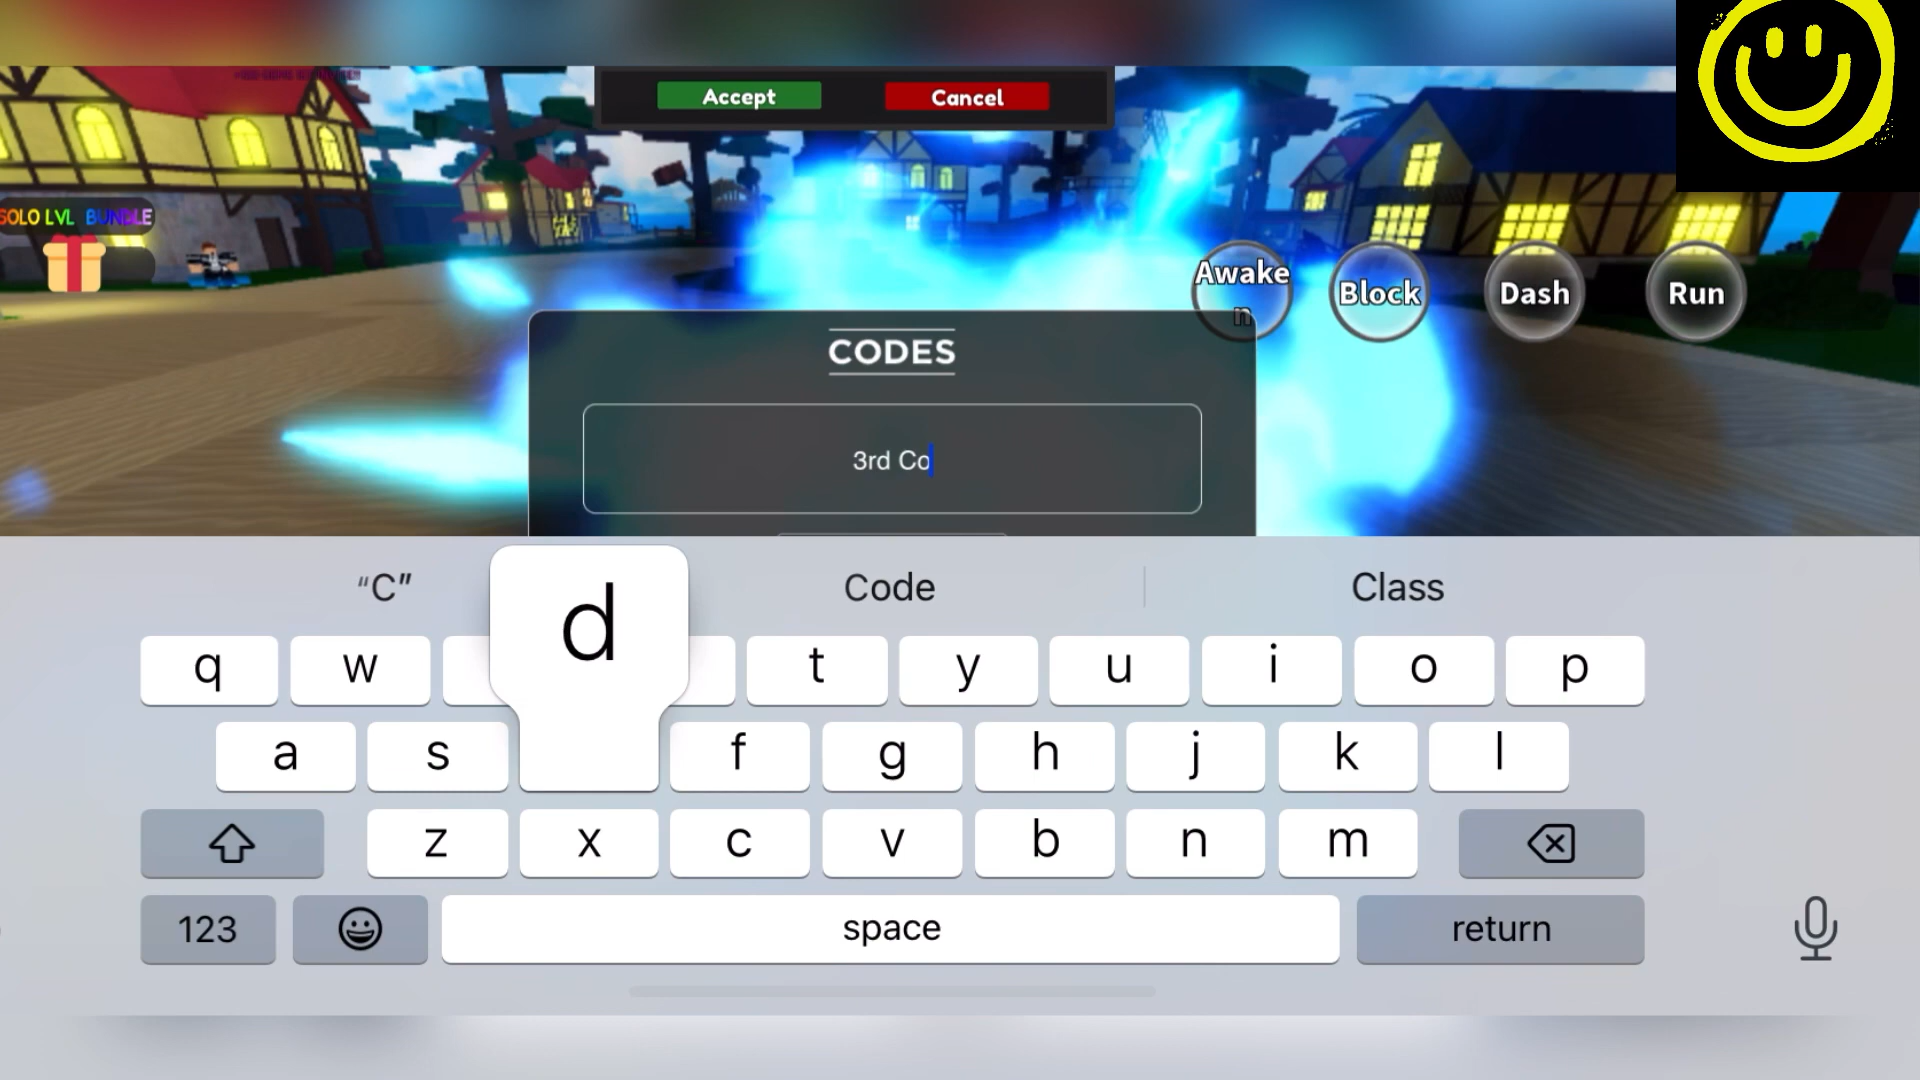 Accept
Cancel
SOLO LVL BUNDLE
Awake
n
Block
Dash
Run
CODES
3rd Co
“C”
Code
Class
d
q w t y u i o p
a s f g h j k l
z x c v b n m
123
space
return